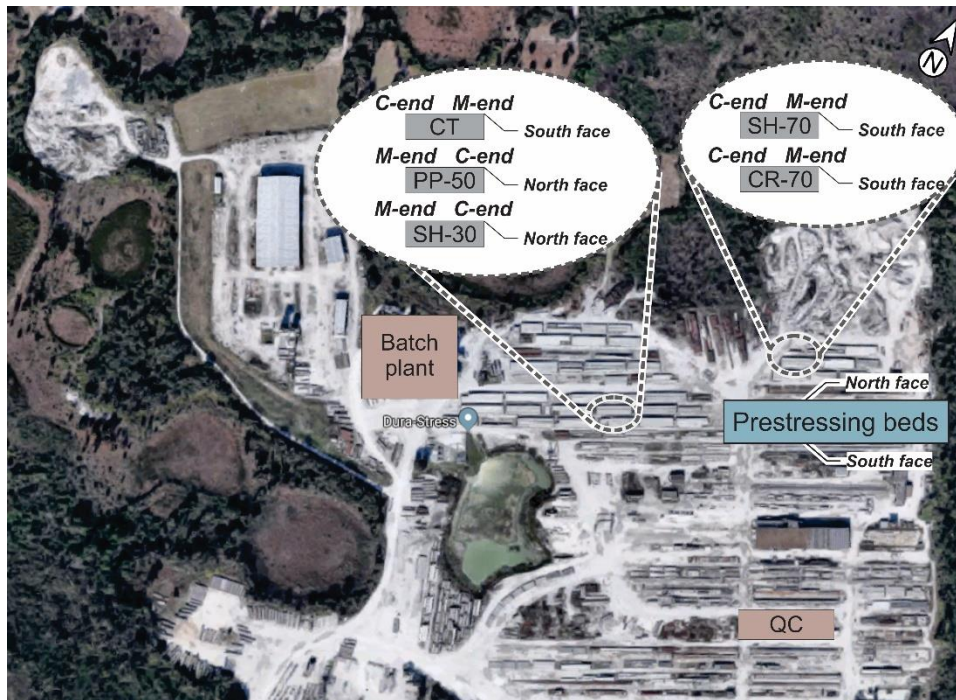 N
C-end M-end
CT
South face
M-end C-end
PP-50
North face
M-end C-end
SH-30
North face
C-end M-end
SH-70
South face
C-end M-end
CR-70
South face
Batch
plant
Dura-Stress
North face
Prestressing beds
South face
QC